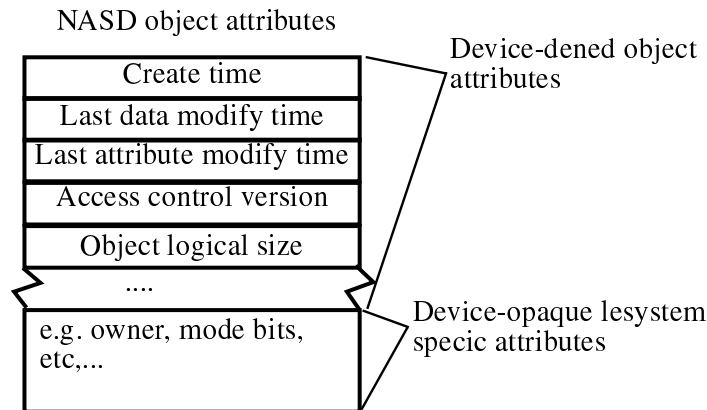 NASD object attributes
Create time
Last data modify time
Last attribute modify time
Access control version
Object logical size
....
e.g. owner, mode bits,
etc,...
Device-dened object
attributes
Device-opaque lesystem
specic attributes